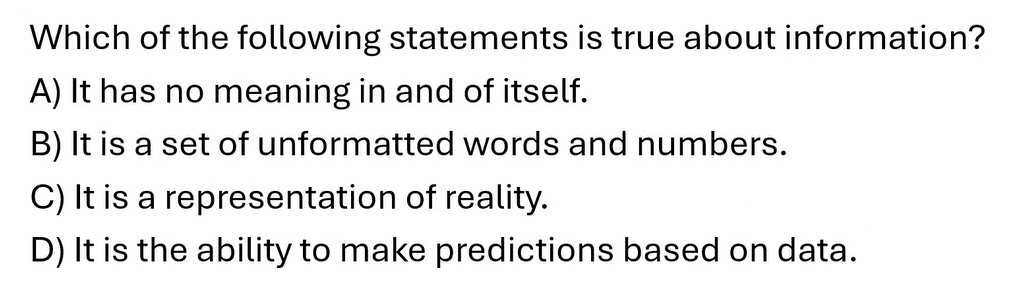 Which of the following statements is true about information?
A) It has no meaning in and of itself.
B) It is a set of unformatted words and numbers.
C) It is a representation of reality.
D) It is the ability to make predictions based on data.